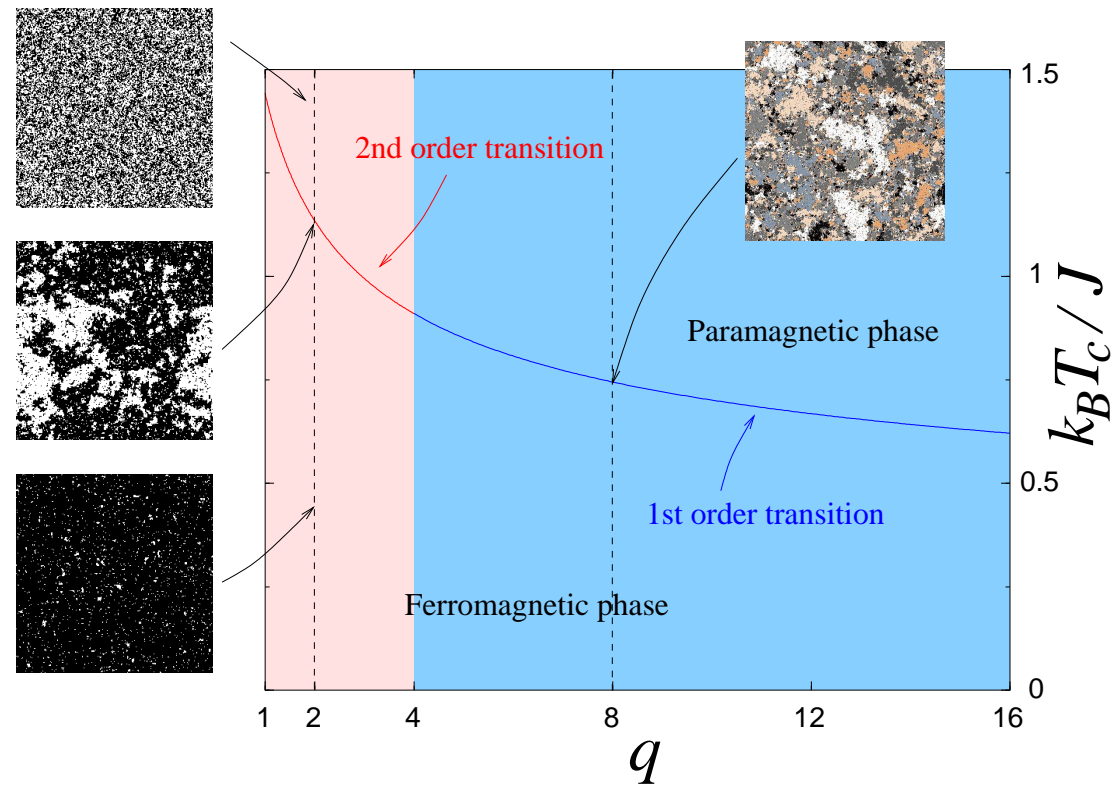 1.5
2nd order transition
1
k_B T_c / J
Paramagnetic phase
0.5
1st order transition
Ferromagnetic phase
0
1 2 4 8 12 16
q